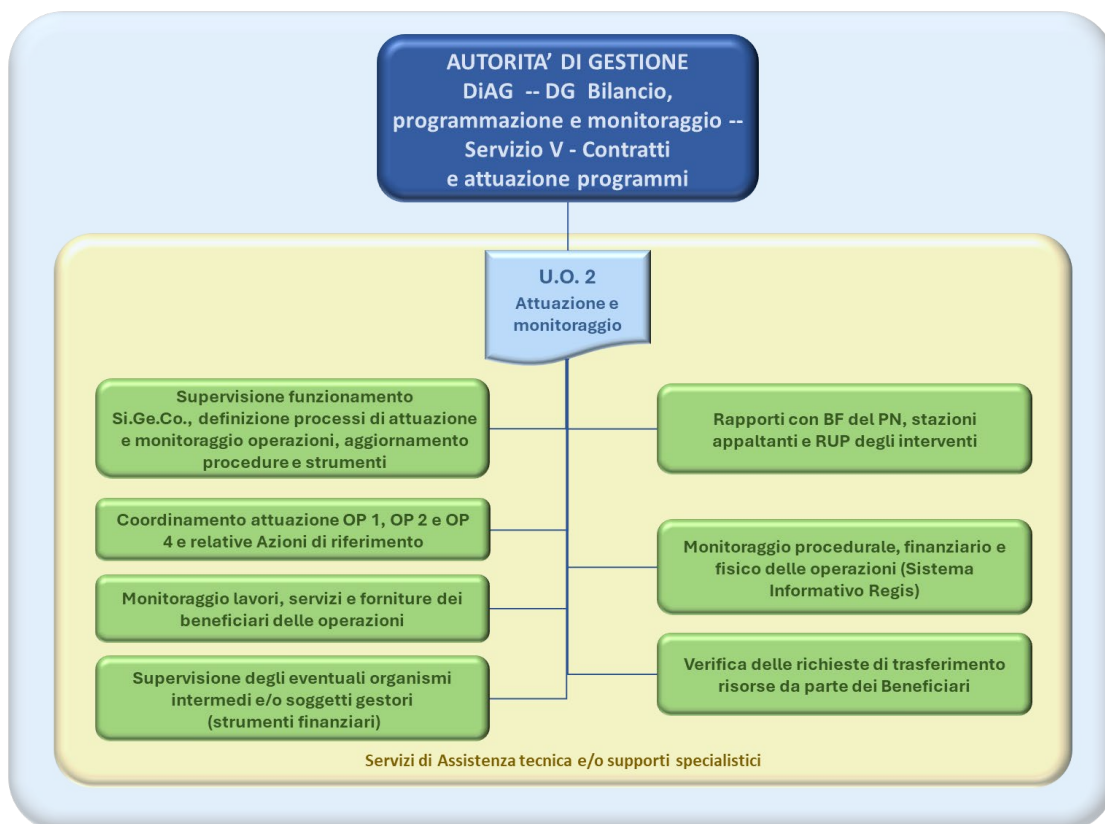 AUTORITA’ DI GESTIONE
DiAG -- DG Bilancio,
programmazione e monitoraggio --
Servizio V - Contratti
e attuazione programmi
U.O. 2
Attuazione e
monitoraggio
Supervisione funzionamento
Si.Ge.Co., definizione processi di attuazione
e monitoraggio operazioni, aggiornamento
procedure e strumenti
Coordinamento attuazione OP 1, OP 2 e OP
4 e relative Azioni di riferimento
Monitoraggio lavori, servizi e forniture dei
beneficiari delle operazioni
Supervisione degli eventuali organismi
intermedi e/o soggetti gestori
(strumenti finanziari)
Rapporti con BF del PN, stazioni
appaltanti e RUP degli interventi
Monitoraggio procedurale, finanziario e
fisico delle operazioni (Sistema
Informativo Regis)
Verifica delle richieste di trasferimento
risorse da parte dei Beneficiari
Servizi di Assistenza tecnica e/o supporti specialistici